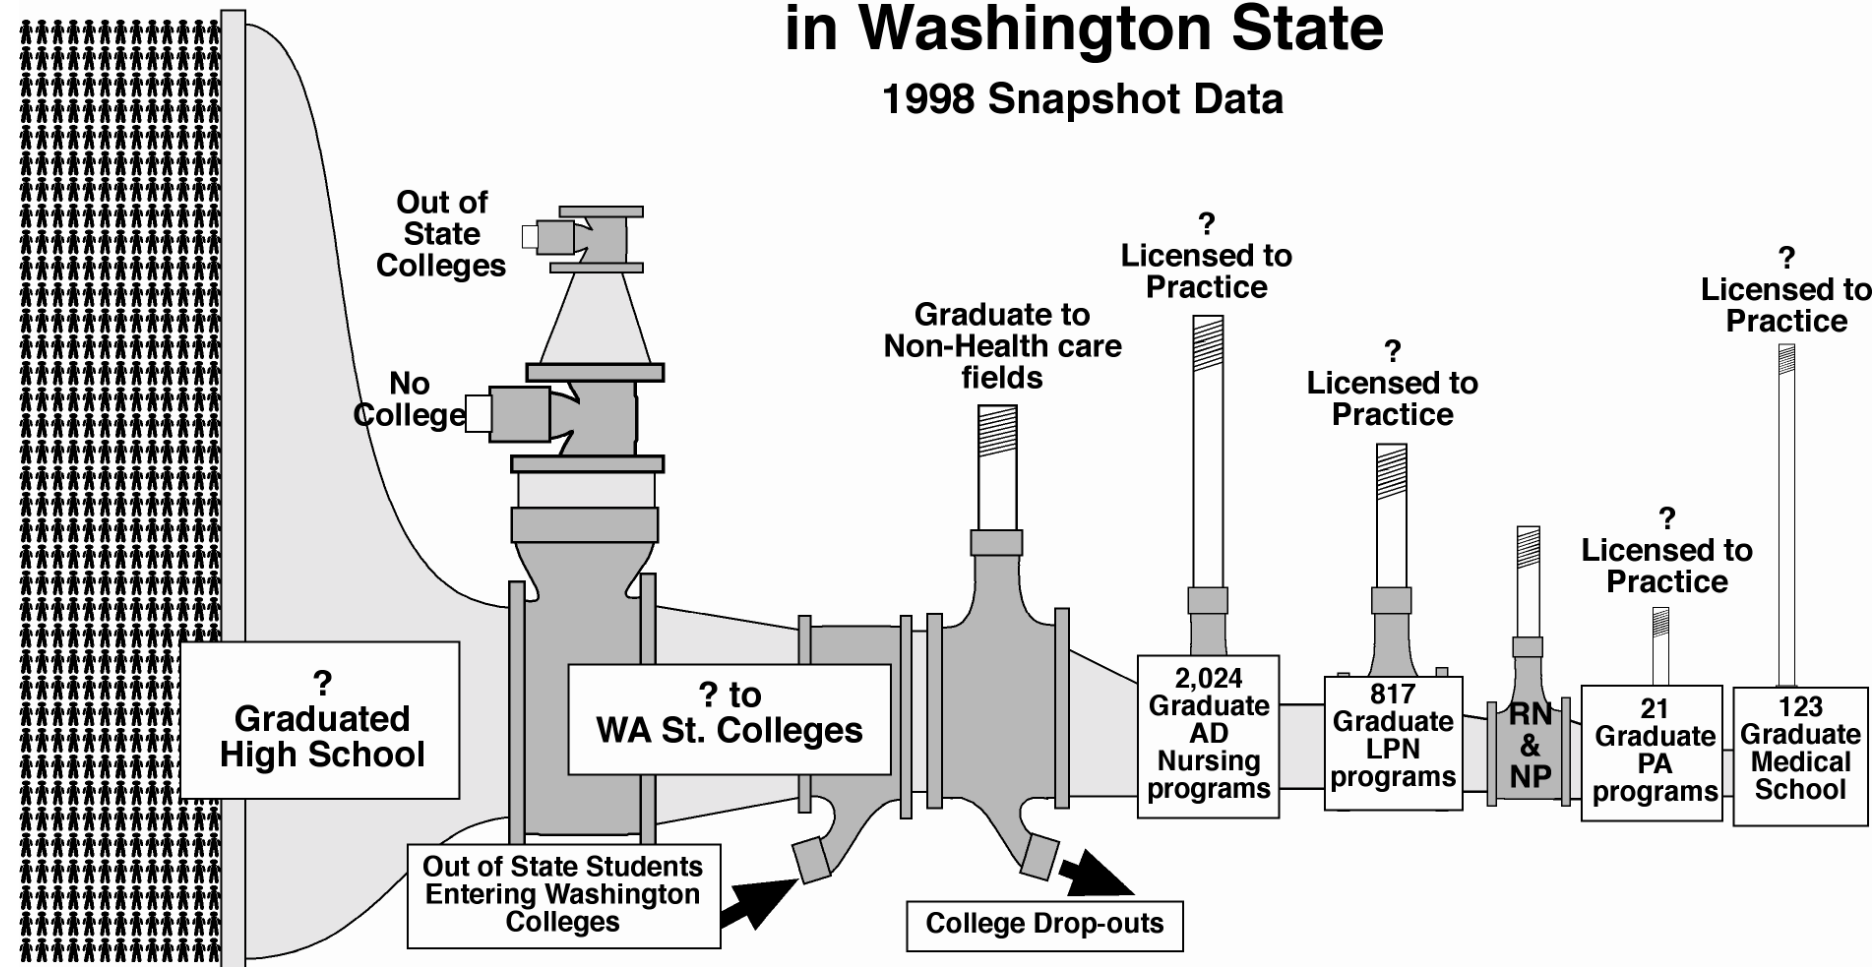 in Washington State
1998 Snapshot Data
Out of
State
Colleges
No
College
Graduate to
Non-Health care
fields
?
Licensed to
Practice
?
Licensed to
Practice
?
Licensed to
Practice
?
Licensed to
Practice
?
Graduated
High School
? to
WA St. Colleges
2,024
Graduate
AD
Nursing
programs
817
Graduate
LPN
programs
RN
&
NP
21
Graduate
PA
programs
123
Graduate
Medical
School
Out of State Students
Entering Washington
Colleges
College Drop-outs